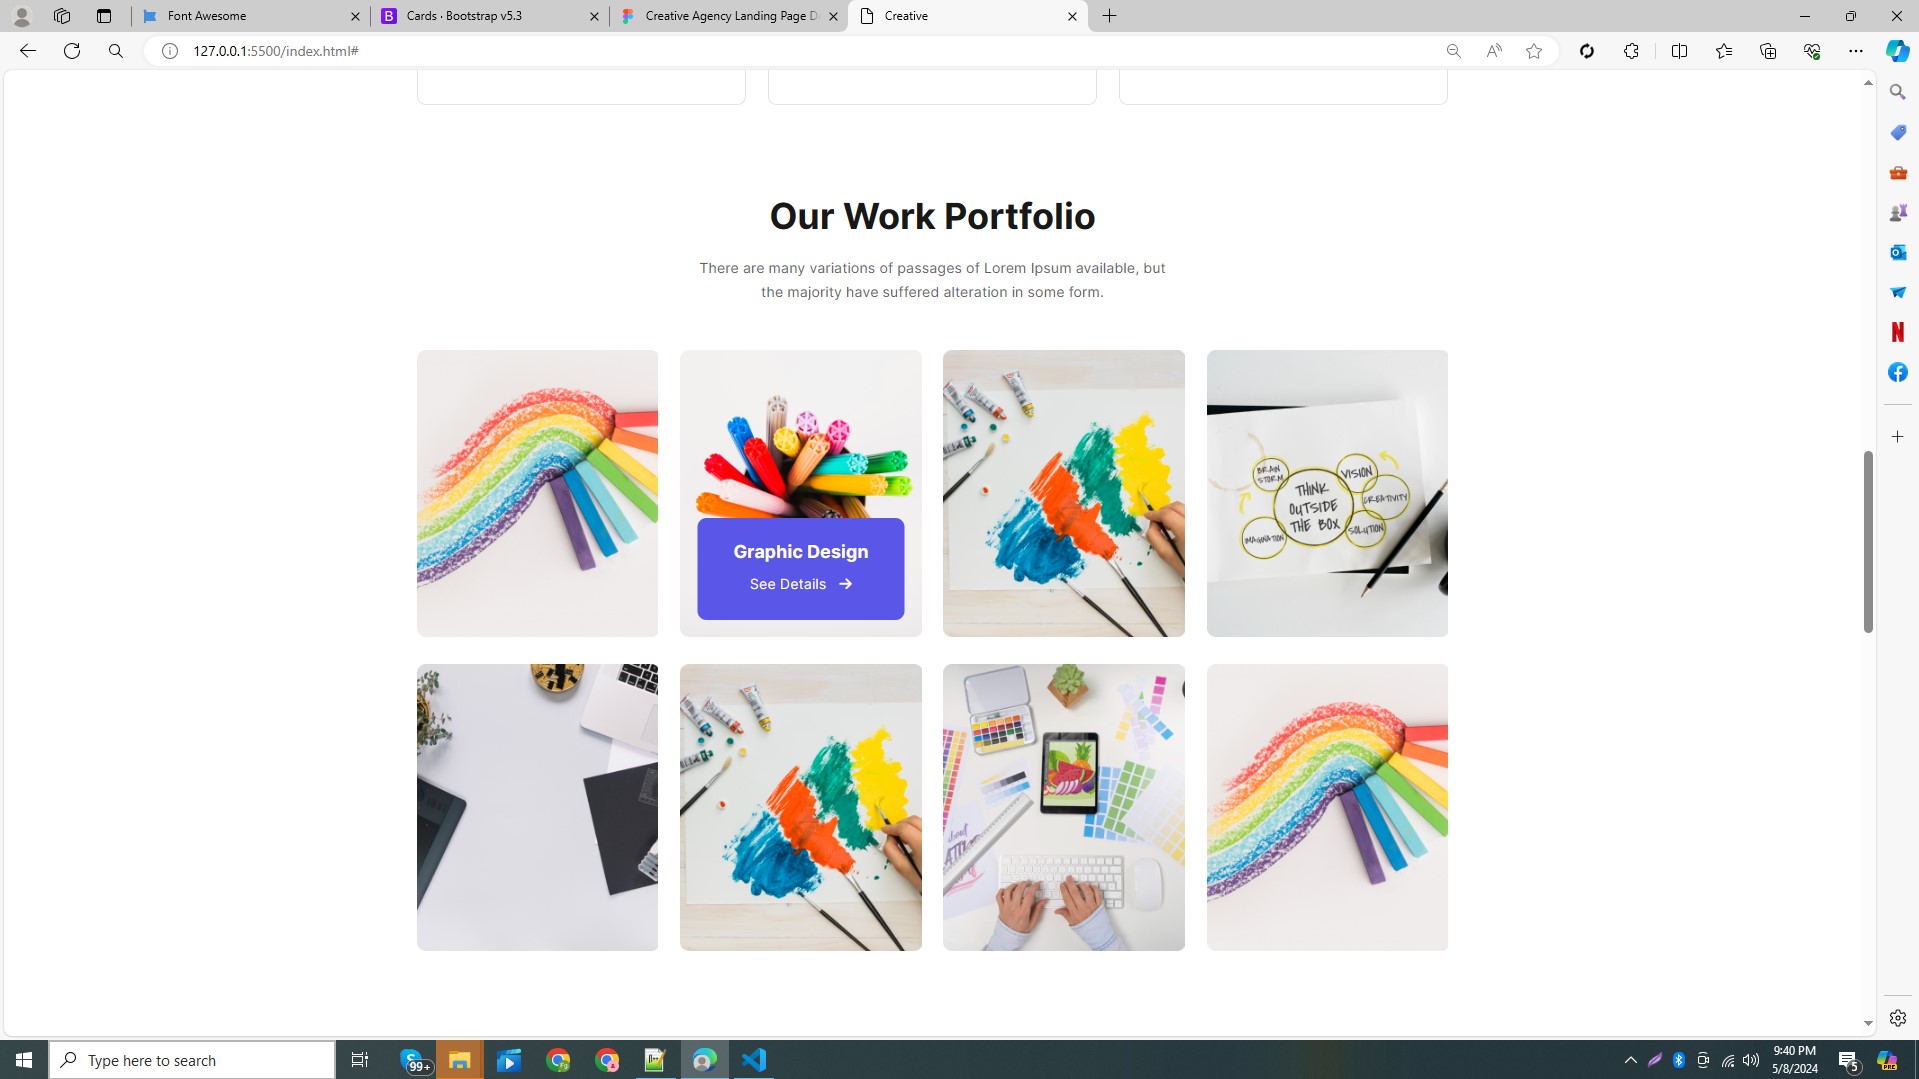 Font Awesome
Cards · Bootstrap v5.3
Creative Agency Landing Page D
Creative
127.0.0.1:5500/index.html#
Our Work Portfolio
There are many variations of passages of Lorem Ipsum available, but
the majority have suffered alteration in some form.
Graphic Design
See Details
BRAIN
STORM
VISION
THINK
OUTSIDE
THE BOX
CREATIVITY
SOLUTION
IMAGINATION
about
Type here to search
99+
9:40 PM
5/8/2024
5
PRE